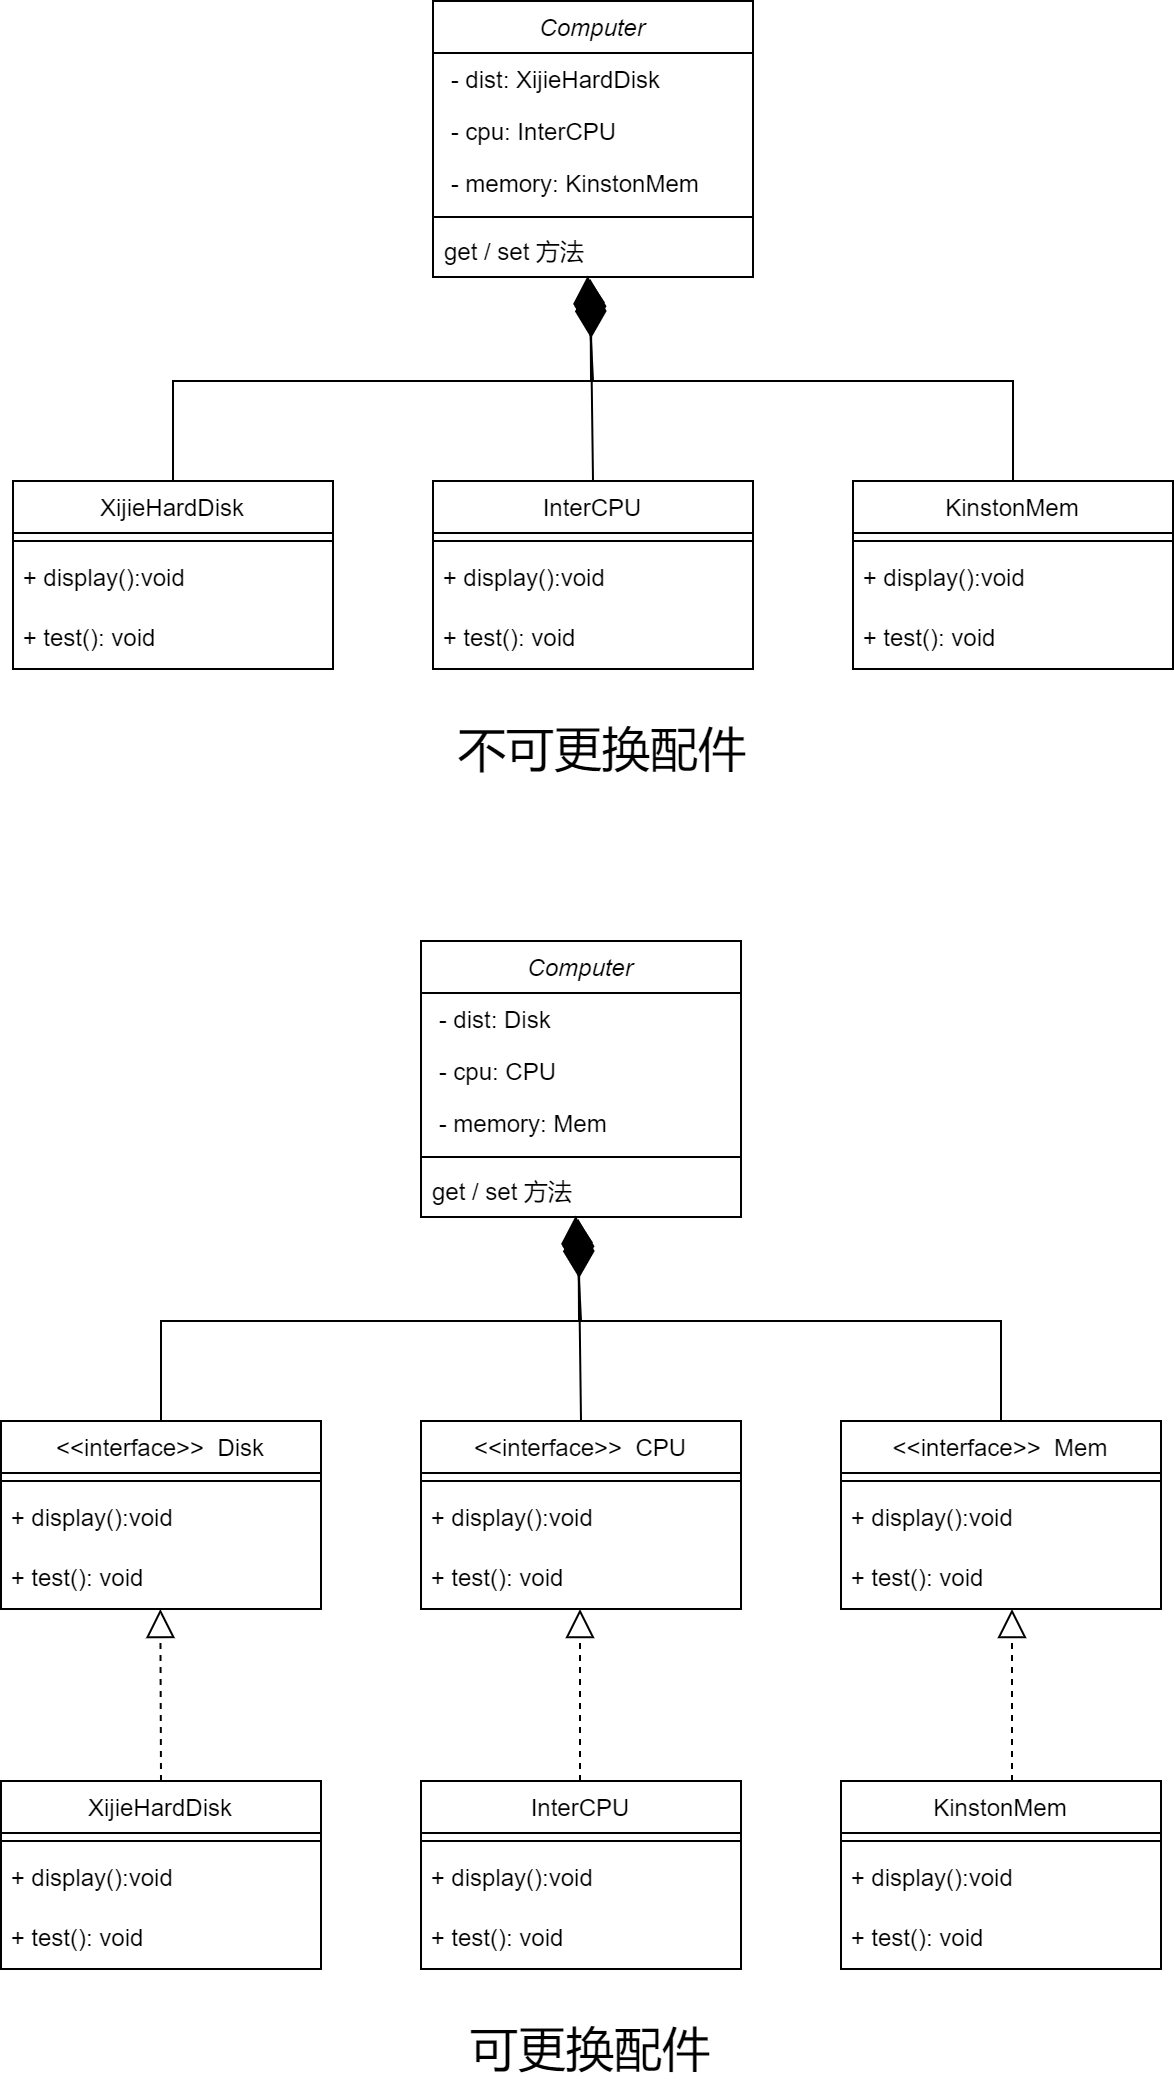 Computer
- dist: XijieHardDisk
- cpu: InterCPU
- memory: KinstonMem
get / set 方法
XijieHardDisk
+ display():void
+ test(): void
InterCPU
+ display():void
+ test(): void
KinstonMem
+ display():void
+ test(): void
不可更换配件
Computer
- dist: Disk
- cpu: CPU
- memory: Mem
get / set 方法
<<interface>> Disk
+ display():void
+ test(): void
<<interface>> CPU
+ display():void
+ test(): void
<<interface>> Mem
+ display():void
+ test(): void
XijieHardDisk
+ display():void
+ test(): void
InterCPU
+ display():void
+ test(): void
KinstonMem
+ display():void
+ test(): void
可更换配件